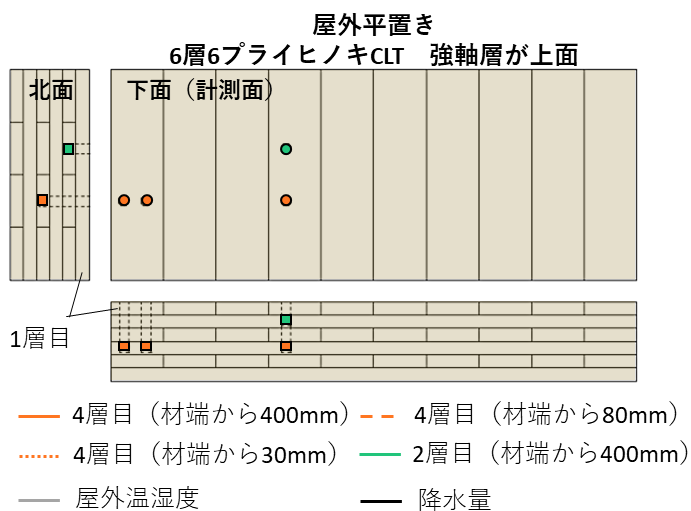 屋外平置き
6層6プライヒノキCLT　強軸層が上面
北面
下面（計測面）
1層目
4層目（材端から400mm）
4層目（材端から80mm）
4層目（材端から30mm）
2層目（材端から400mm）
屋外温湿度
降水量